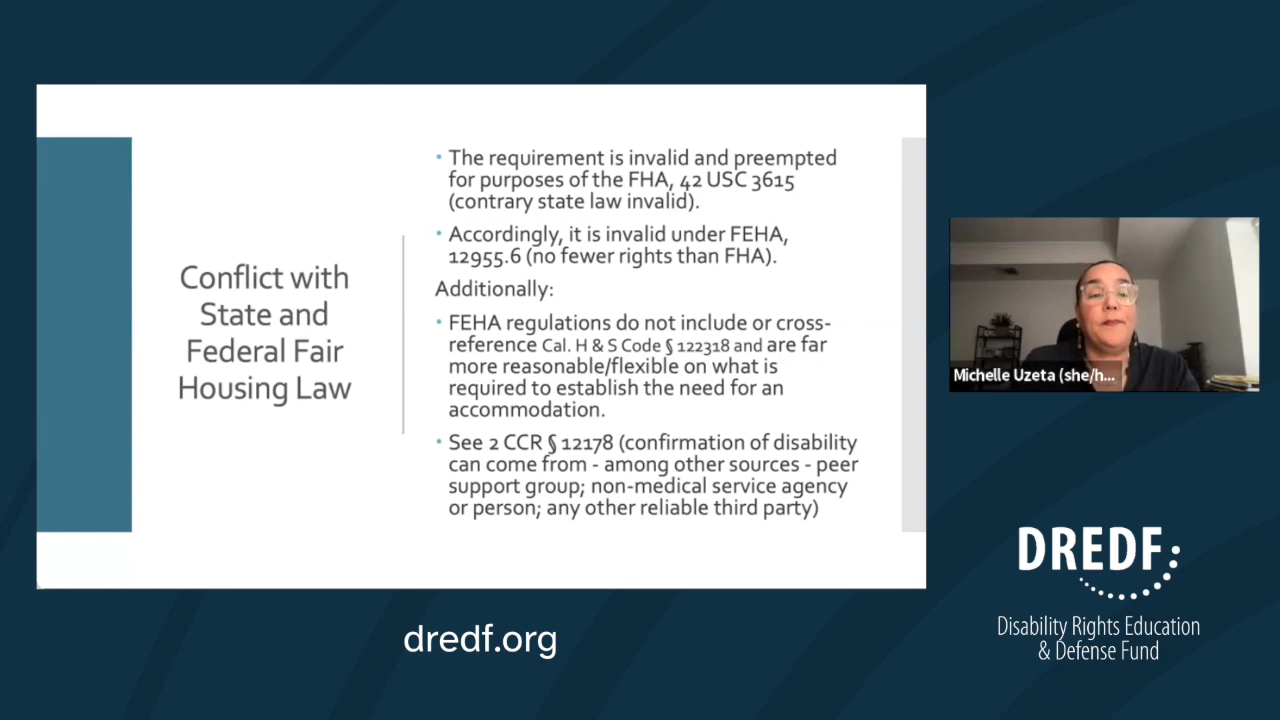 Conflict with
State and
Federal Fair
Housing Law
• The requirement is invalid and preempted
for purposes of the FHA, 42 USC 3615
(contrary state law invalid).
• Accordingly, it is invalid under FEHA,
12955.6 (no fewer rights than FHA).
Additionally:
• FEHA regulations do not include or cross-
reference Cal. H & S Code § 122318 and are far
more reasonable/flexible on what is
required to establish the need for an
accommodation.
• See 2 CCR § 12178 (confirmation of disability
can come from - among other sources - peer
support group; non-medical service agency
or person; any other reliable third party)
Michelle Uzeta (she/h...
dredf.org
DREDF
Disability Rights Education
& Defense Fund